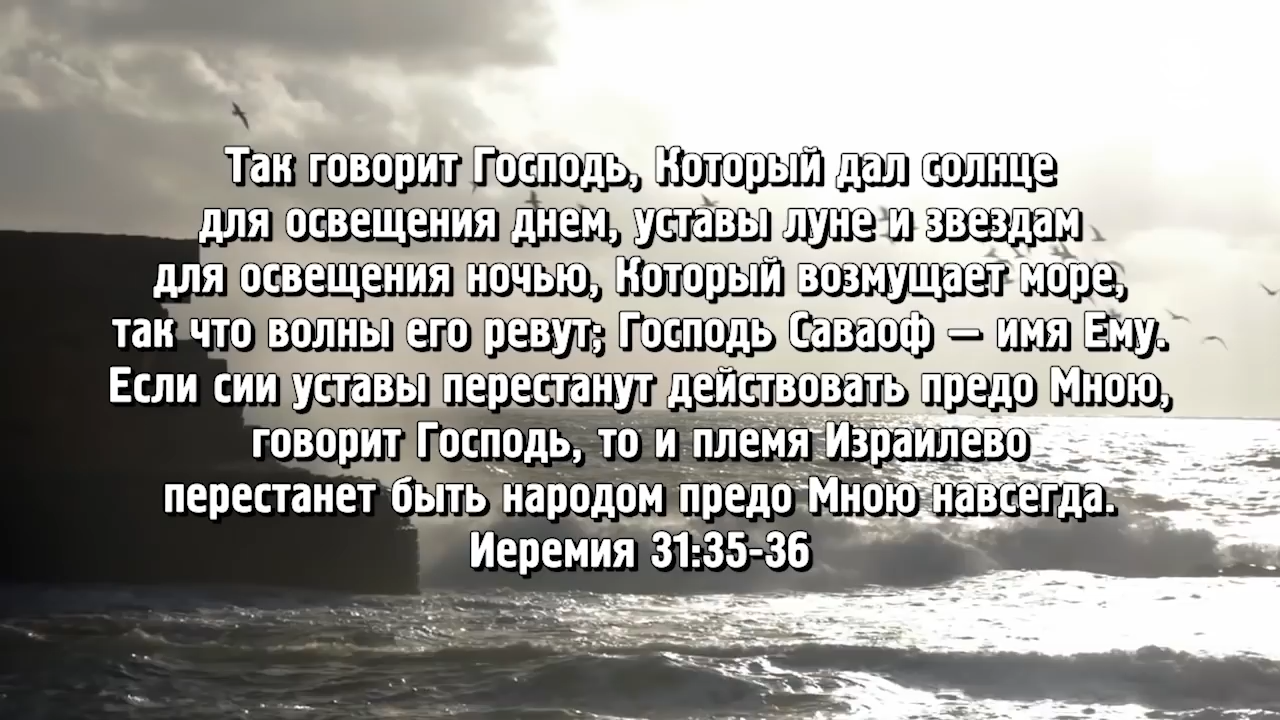 Так говорит Господь, Который дал солнце
для освещения днем, уставы луне и звездам
для освещения ночью, Который возмущает море,
так что волны его ревут; Господь Саваоф – имя Ему.
Если сии уставы перестанут действовать предо Мною,
говорит Господь, то и племя Израилево
перестанет быть народом предо Мною навсегда.
Иеремия 31:35-36